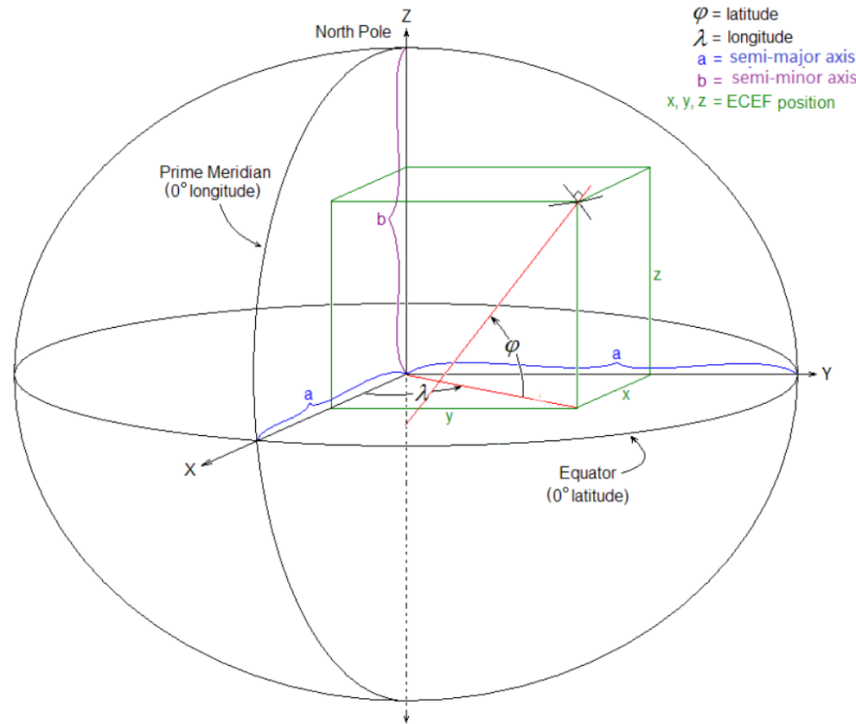 Z
North Pole
φ = latitude
λ = longitude
a = semi-major axis
b = semi-minor axis
x, y, z = ECEF position
Prime Meridian
(0° longitude)
b
z
φ
a
a
λ
Y
x
y
X
Equator
(0° latitude)